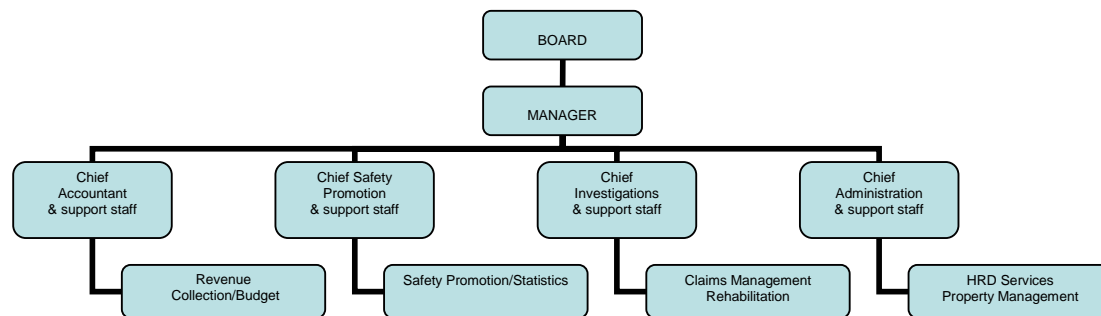 BOARD
MANAGER
Chief
Accountant
& support staff
Chief Safety
Promotion
& support staff
Chief
Investigations
& support staff
Chief
Administration
& support staff
Revenue
Collection/Budget
Safety Promotion/Statistics
Claims Management
Rehabilitation
HRD Services
Property Management